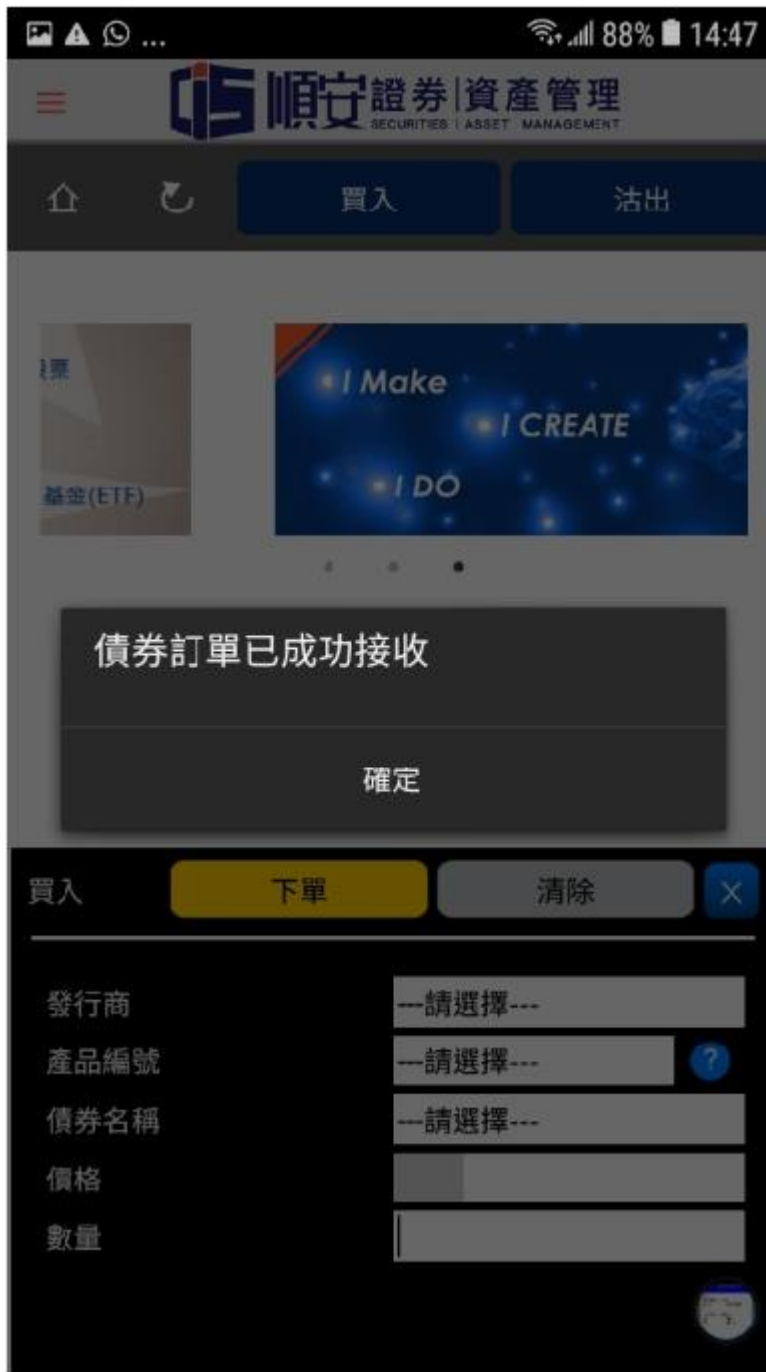 ... 88% 14:47
CIS 順安證券|資產管理
SECURITIES | ASSET MANAGEMENT
買入 沽出
股票
基金(ETF)
I Make
I CREATE
I DO
債券訂單已成功接收
確定
買入 下單 清除 X
發行商 ---請選擇---
產品編號 ---請選擇--- ?
債券名稱 ---請選擇---
價格
數量